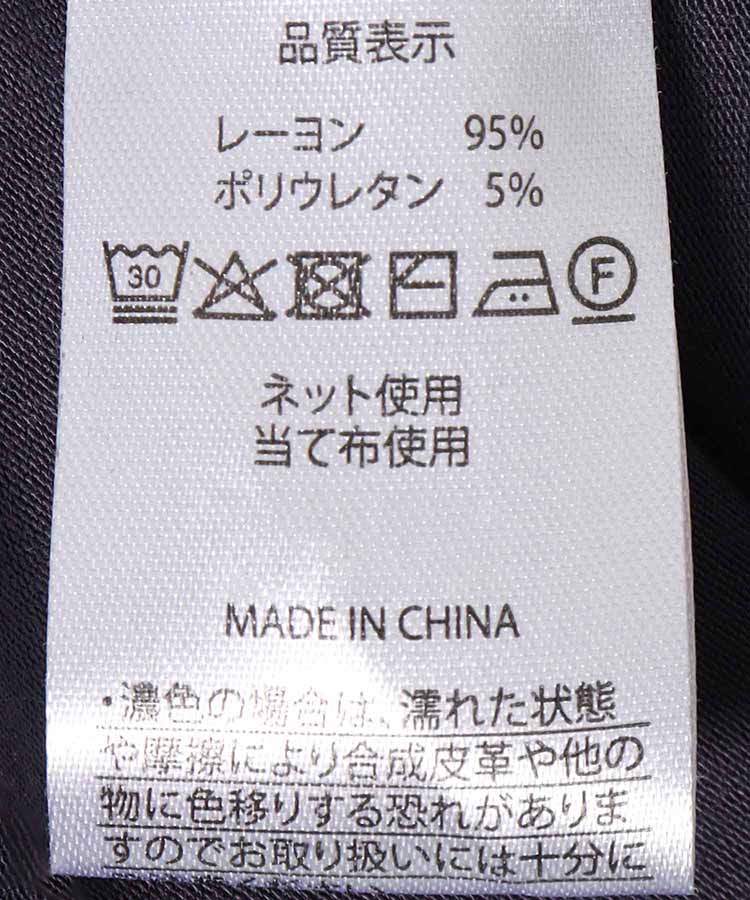 品質表示
レーヨン 95%
ポリウレタン 5%
30 F
ネット使用
当て布使用
MADE IN CHINA
・濃色の場合は、濡れた状態
や摩擦により合成皮革や他の
物に色移りする恐れがありま
すのでお取り扱いには十分に